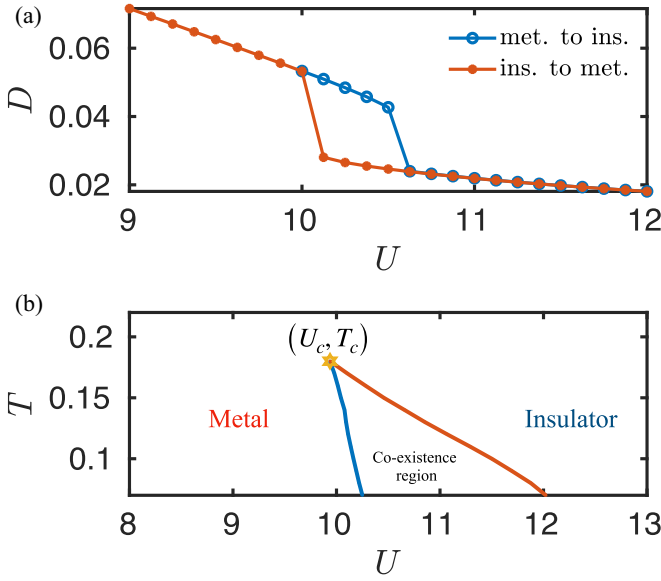 (a)
0.06
0.04
0.02
D
met. to ins.
ins. to met.
9
10
11
12
U
(b)
0.2
0.15
0.1
T
(U_c, T_c)
Metal
Insulator
Co-existence
region
8
9
10
11
12
13
U